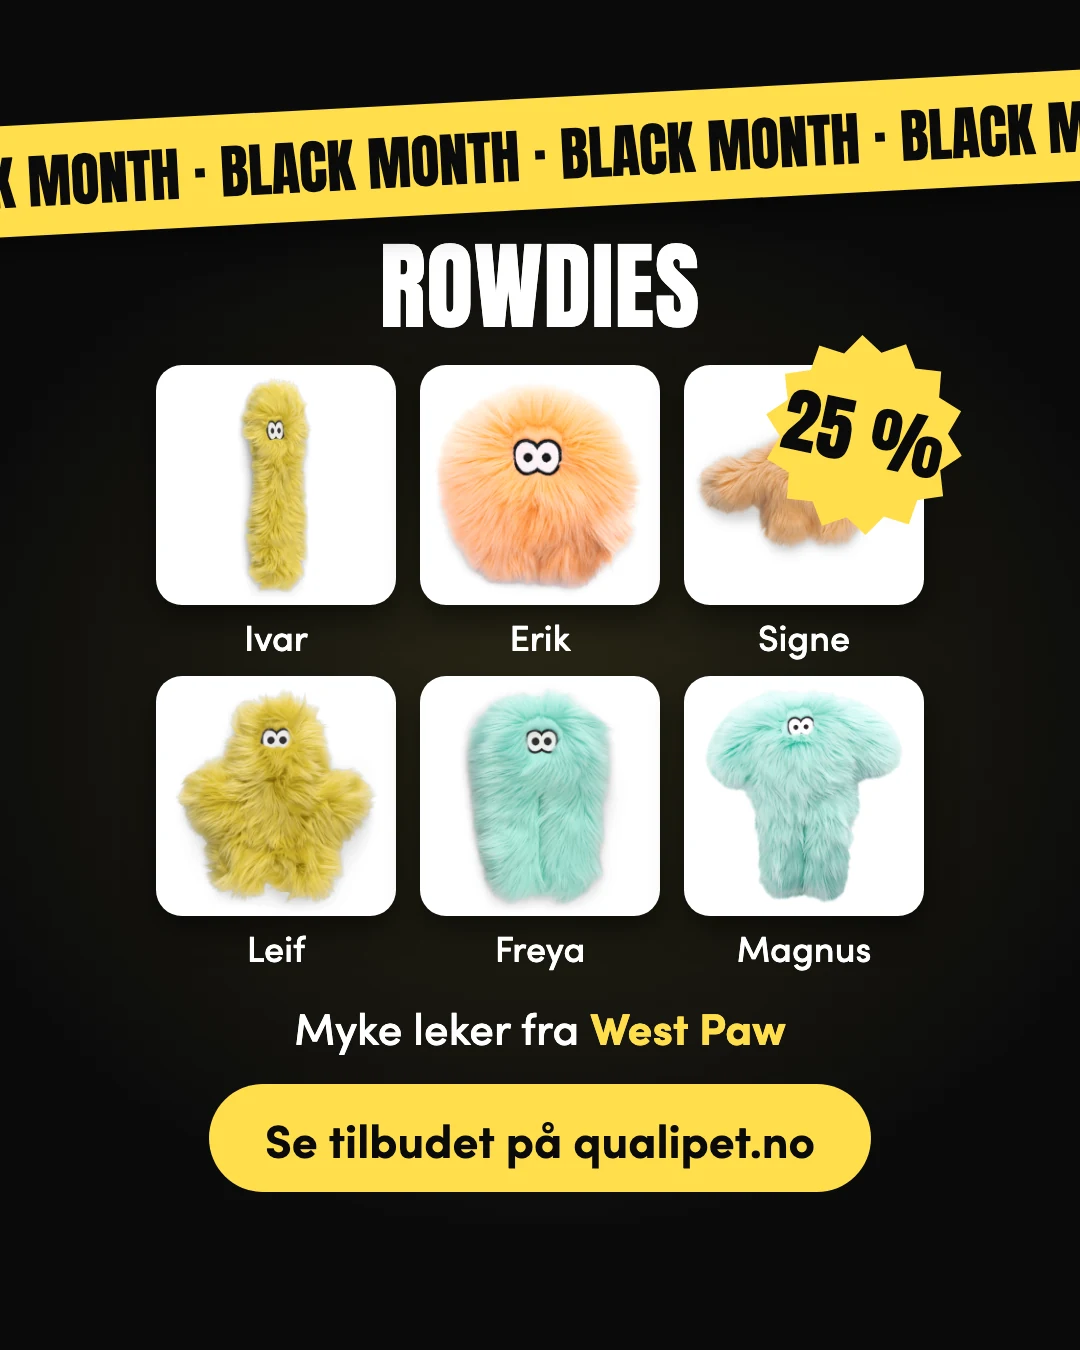 K MONTH · BLACK MONTH · BLACK MONTH · BLACK M
ROWDIES
25 %
Ivar
Erik
Signe
Leif
Freya
Magnus
Myke leker fra West Paw
Se tilbudet på qualipet.no